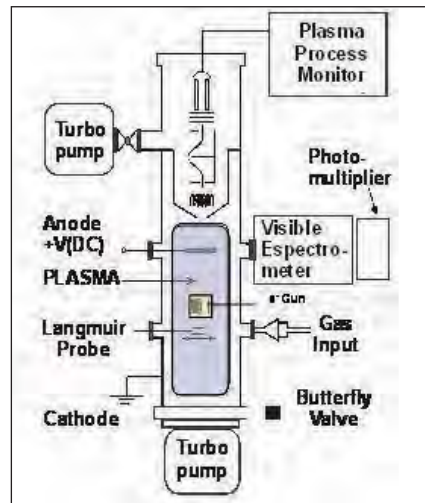 Plasma
Process
Monitor
Turbo
pump
Photo-
multiplier
Anode
+V(DC)
Visible
Espectro-
meter
PLASMA
e- Gun
Langmuir
Probe
Gas
Input
Cathode
Butterfly
Valve
Turbo
pump